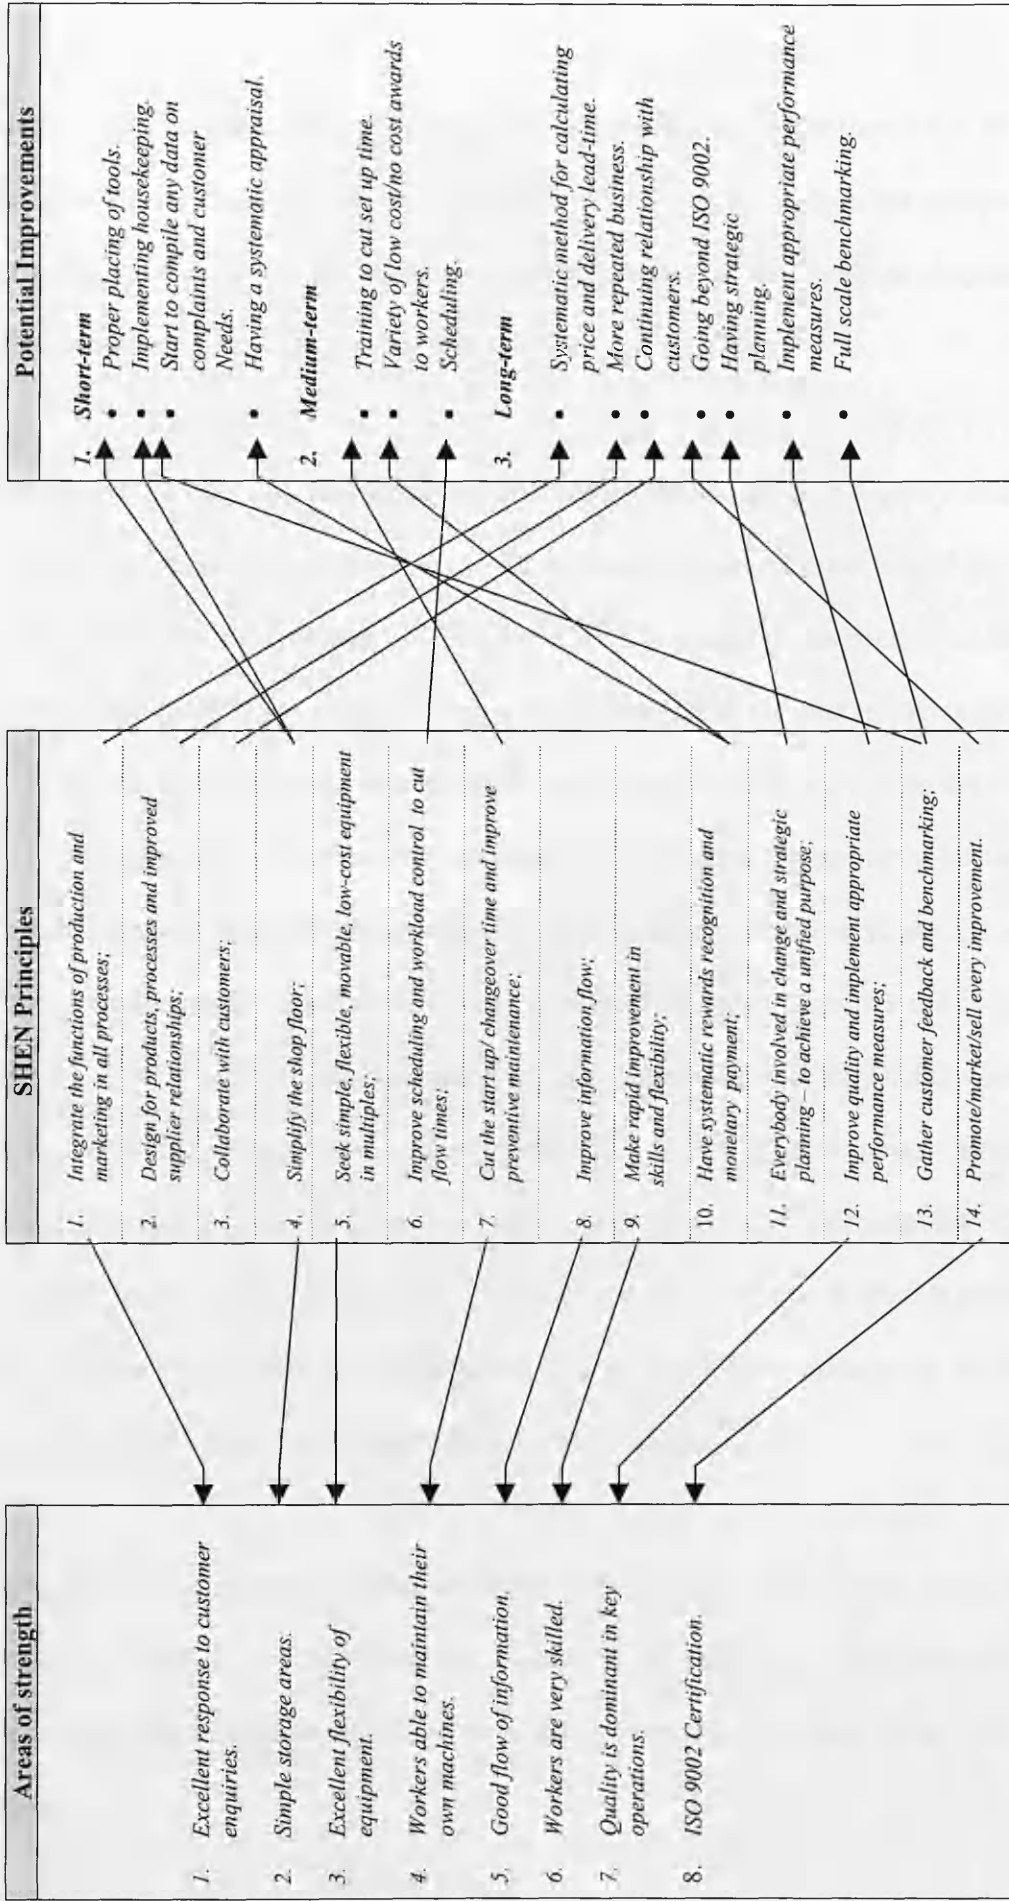 Areas of strength
1. Excellent response to customer
enquiries.
2. Simple storage areas.
3. Excellent flexibility of
equipment.
4. Workers able to maintain their
own machines.
5. Good flow of information.
6. Workers are very skilled.
7. Quality is dominant in key
operations.
8. ISO 9002 Certification.
SHEN Principles
1. Integrate the functions of production and
marketing in all processes;
2. Design for products, processes and improved
supplier relationships;
3. Collaborate with customers;
4. Simplify the shop floor;
5. Seek simple, flexible, movable, low-cost equipment
in multiples;
6. Improve scheduling and workload control to cut
flow times;
7. Cut the start up/ changeover time and improve
preventive maintenance;
8. Improve information flow;
9. Make rapid improvement in
skills and flexibility;
10. Have systematic rewards recognition and
monetary payment;
11. Everybody involved in change and strategic
planning – to achieve a unified purpose;
12. Improve quality and implement appropriate
performance measures;
13. Gather customer feedback and benchmarking;
14. Promote/market/sell every improvement.
Potential Improvements
1. Short-term
• Proper placing of tools.
• Implementing housekeeping.
• Start to compile any data on
complaints and customer
Needs.
• Having a systematic appraisal.
2. Medium-term
• Training to cut set up time.
• Variety of low cost/no cost awards
to workers.
• Scheduling.
3. Long-term
• Systematic method for calculating
price and delivery lead-time.
• More repeated business.
• Continuing relationship with
customers.
• Going beyond ISO 9002.
• Having strategic
planning.
• Implement appropriate performance
measures.
• Full scale benchmarking.